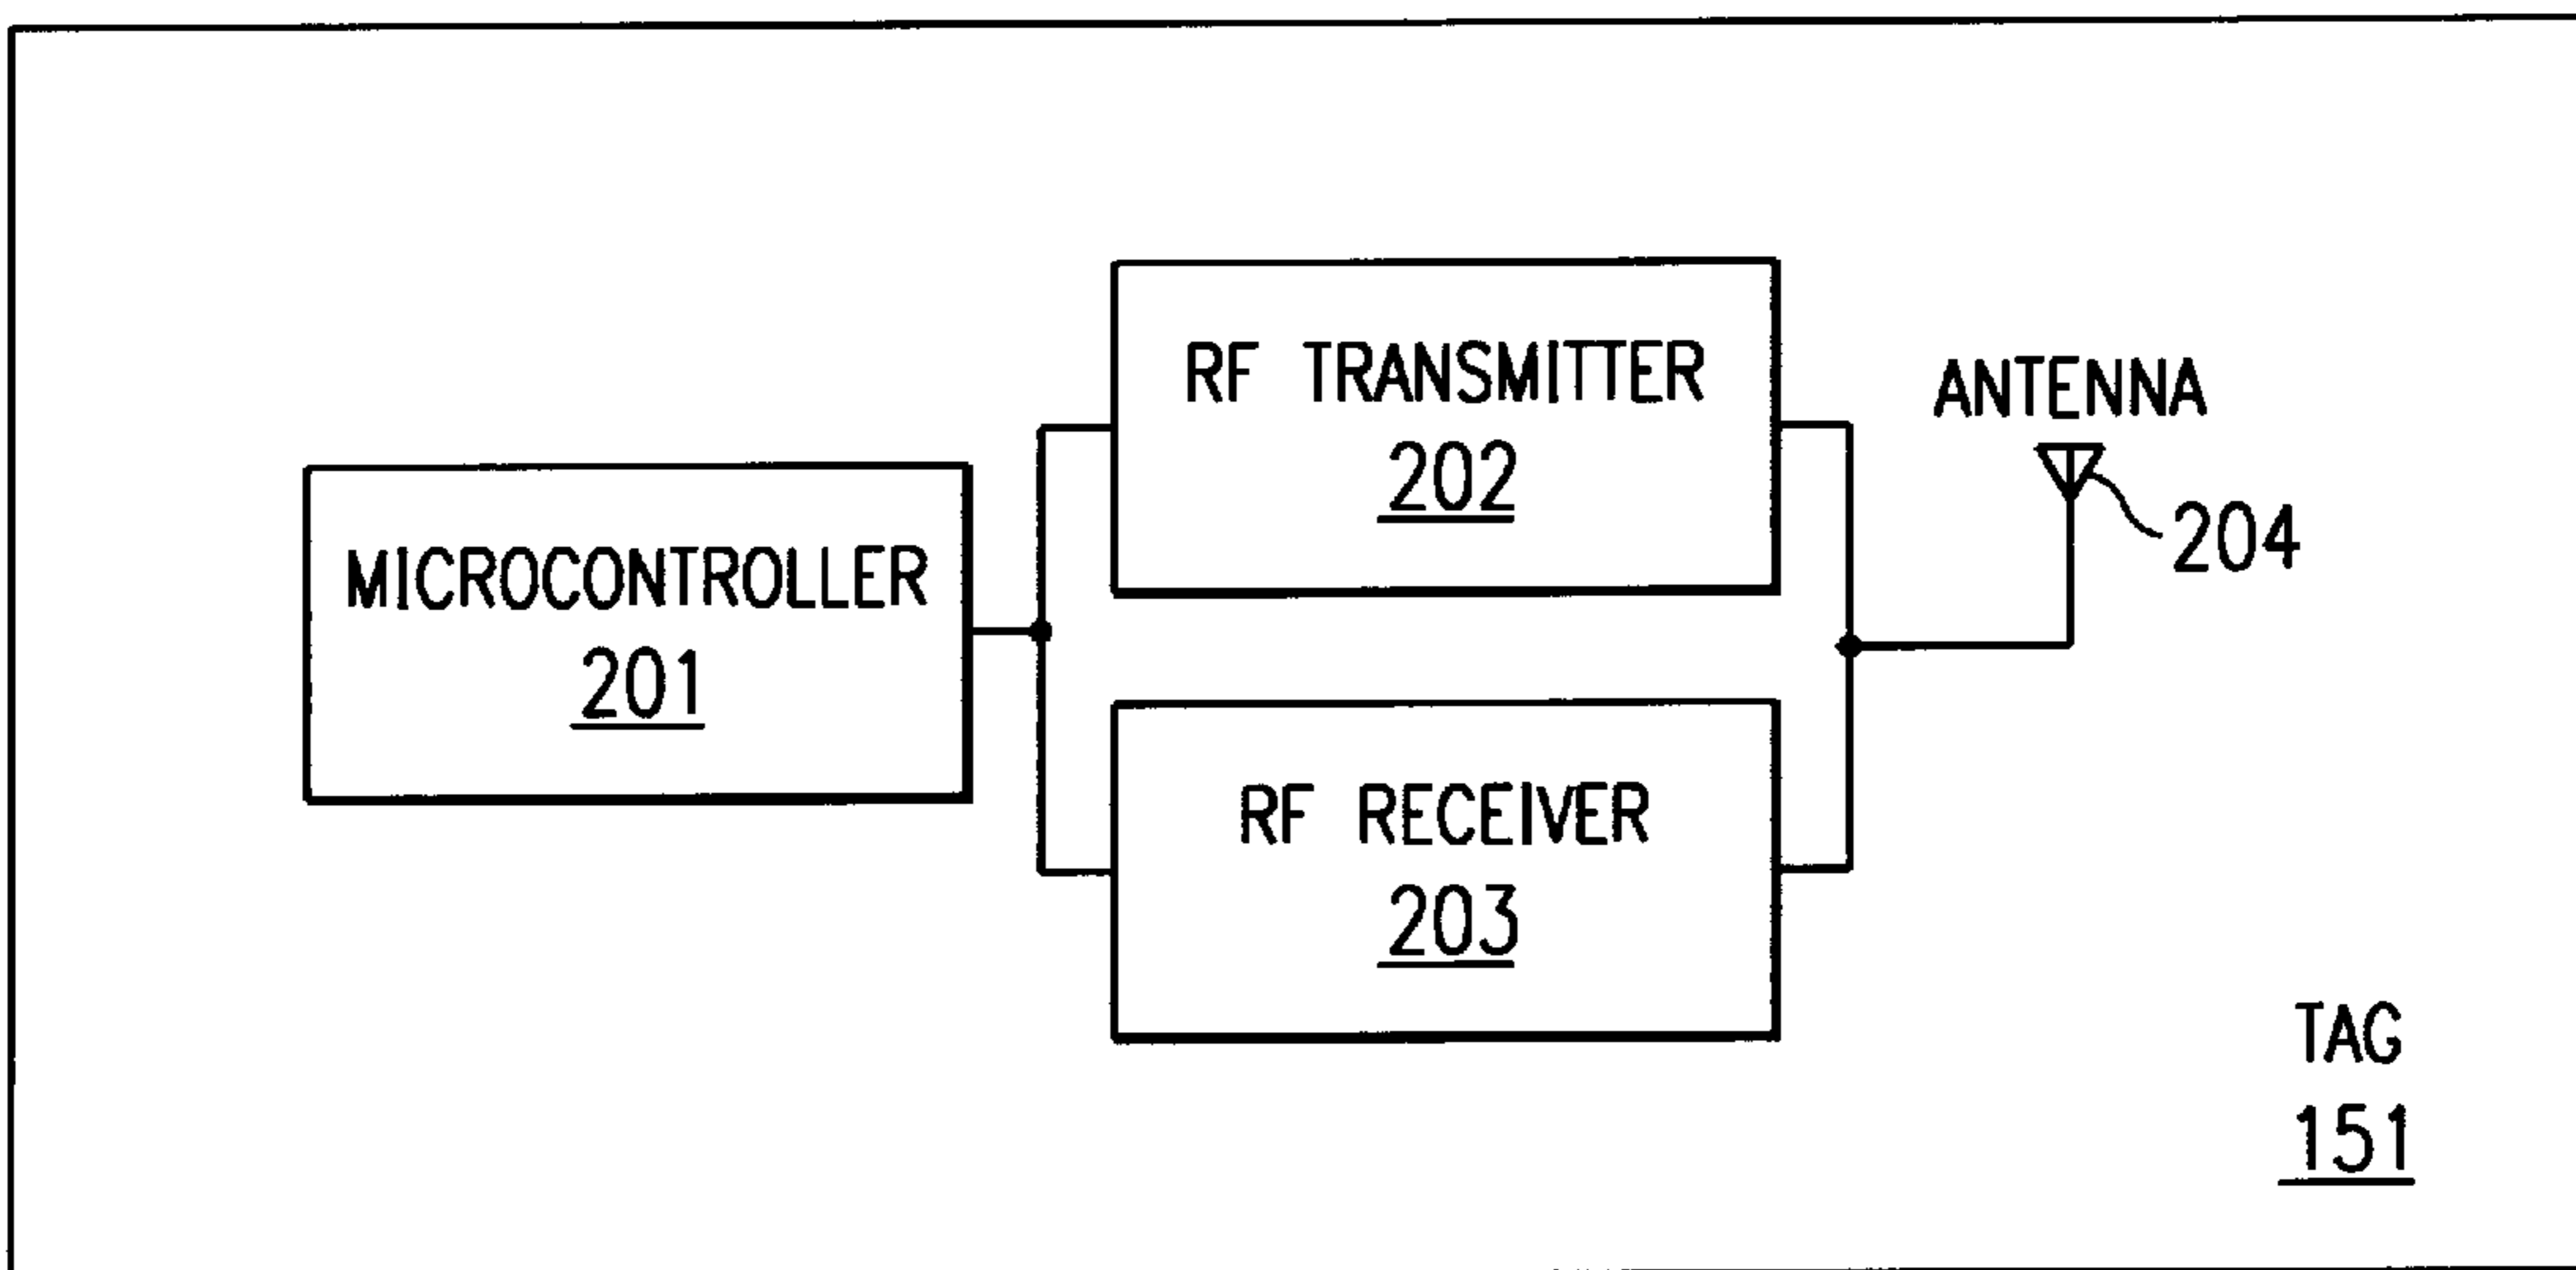 RF TRANSMITTER
202
ANTENNA
204
MICROCONTROLLER
201
RF RECEIVER
203
TAG
151